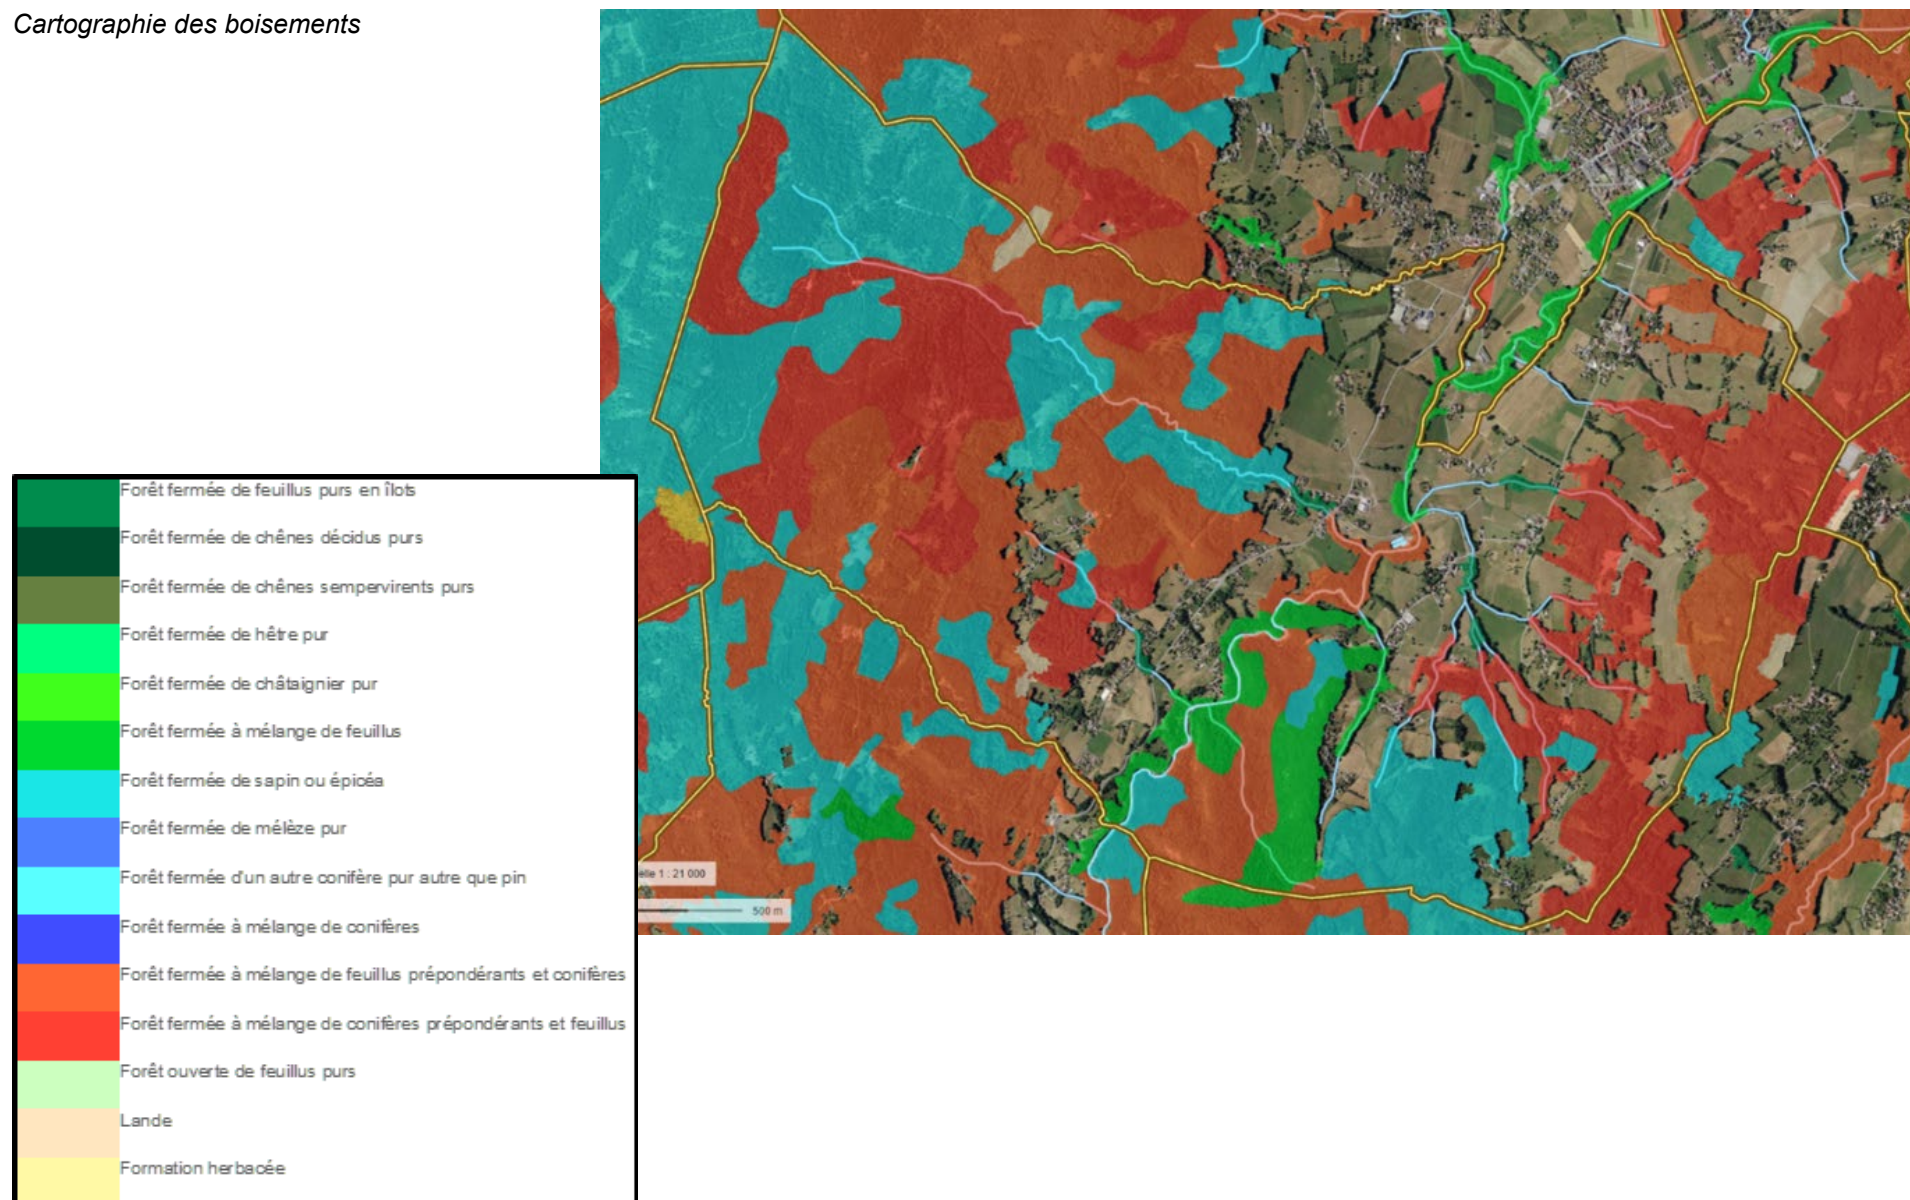 Cartographie des boisements
Forêt fermée de feuillus purs en îlots
Forêt fermée de chênes décidus purs
Forêt fermée de chênes sempervirents purs
Forêt fermée de hêtre pur
Forêt fermée de châtaignier pur
Forêt fermée à mélange de feuillus
Forêt fermée de sapin ou épicéa
Forêt fermée de mélèze pur
Forêt fermée d'un autre conifère pur autre que pin
Forêt fermée à mélange de conifères
Forêt fermée à mélange de feuillus prépondérants et conifères
Forêt fermée à mélange de conifères prépondérants et feuillus
Forêt ouverte de feuillus purs
Lande
Formation herbacée
elle 1 : 21 000
500 m